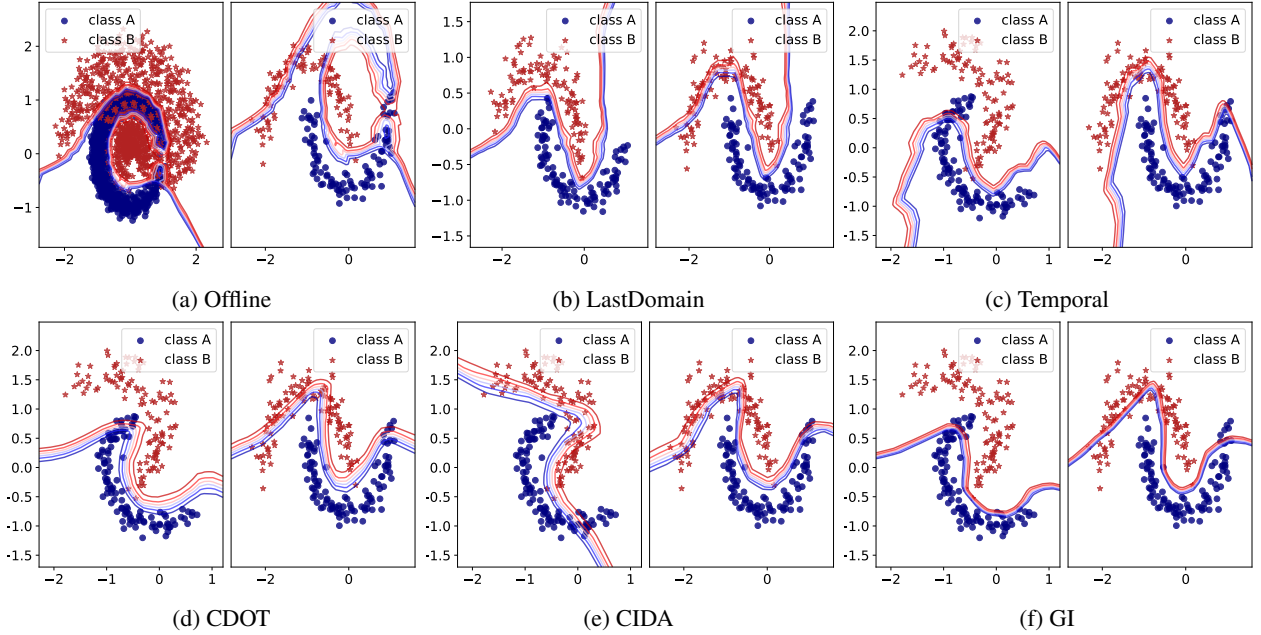 class A
class B
class A
class B
2
1
0
−1
−2
0
2
−2
0
(a) Offline
class A
class B
class A
class B
1.5
1.0
0.5
0.0
−0.5
−1.0
−1.5
−2
0
−2
0
(b) LastDomain
class A
class B
class A
class B
2.0
1.5
1.0
0.5
0.0
-0.5
-1.0
-1.5
−1
0
1
−2
0
(c) Temporal
class A
class B
class A
class B
2.0
1.5
1.0
0.5
0.0
-0.5
-1.0
-1.5
−1
0
1
−2
0
(d) CDOT
class A
class B
class A
class B
2.0
1.5
1.0
0.5
0.0
-0.5
-1.0
-1.5
−2
−1
0
1
−2
0
(e) CIDA
class A
class B
class A
class B
2.0
1.5
1.0
0.5
0.0
-0.5
-1.0
-1.5
−1
0
1
−2
0
(f) GI